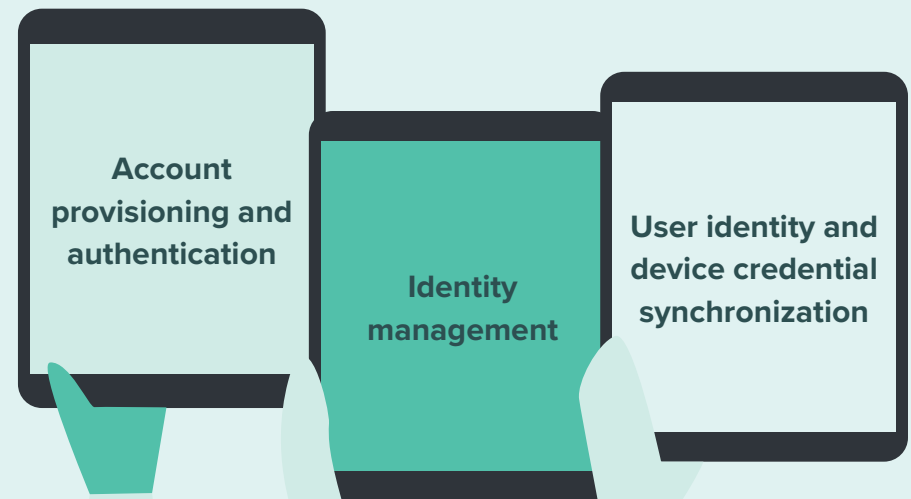 Account
provisioning and
authentication
Identity
management
User identity and
device credential
synchronization